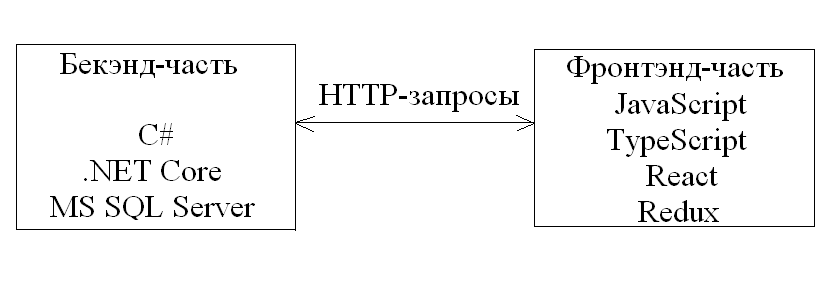 Бекэнд-часть
C#
.NET Core
MS SQL Server
HTTP-запросы
Фронтэнд-часть
JavaScript
TypeScript
React
Redux